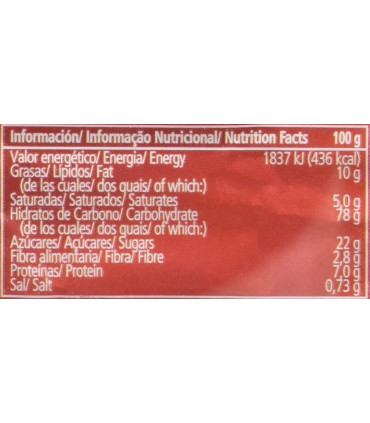 Información/ Informação Nutricional/ Nutrition Facts 100 g
Valor energético/ Energia/ Energy 1837 kJ (436 kcal)
Grasas/ Lípidos/ Fat 10 g
(de las cuales/ dos quais/ of which:)
Saturadas/ Saturados/ Saturates 5,0 g
Hidratos de Carbono/ Carbohydrate 78 g
(de los cuales/ dos quais/ of which:)
Azúcares/ Açúcares/ Sugars 22 g
Fibra alimentaria/ Fibra/ Fibre 2,8 g
Proteínas/ Protein 7,0 g
Sal/ Salt 0,73 g